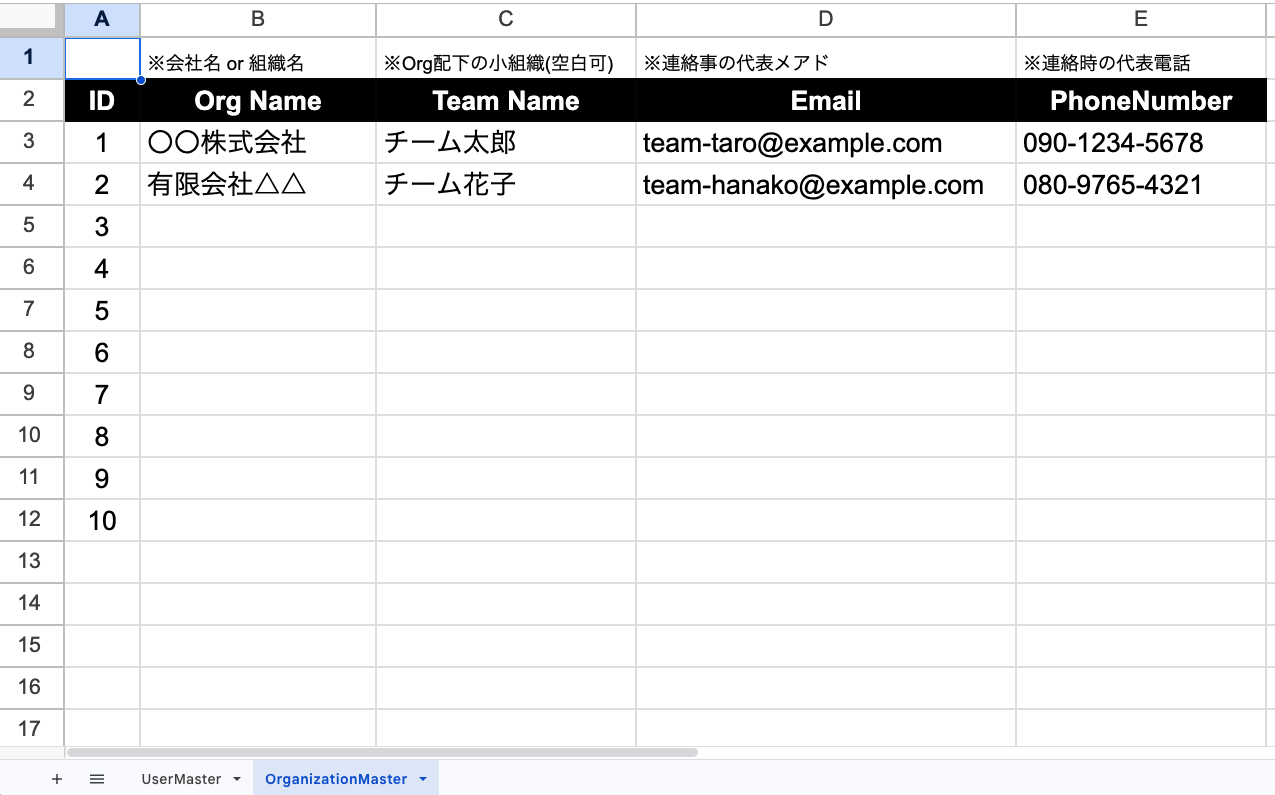 A B C D E
1 ※会社名 or 組織名 ※Org配下の小組織(空白可) ※連絡事の代表メアド ※連絡時の代表電話
2 ID Org Name Team Name Email PhoneNumber
3 1 〇〇株式会社 チーム太郎 team-taro@example.com 090-1234-5678
4 2 有限会社△△ チーム花子 team-hanako@example.com 080-9765-4321
5 3
6 4
7 5
8 6
9 7
10 8
11 9
12 10
13
14
15
16
17
UserMaster OrganizationMaster